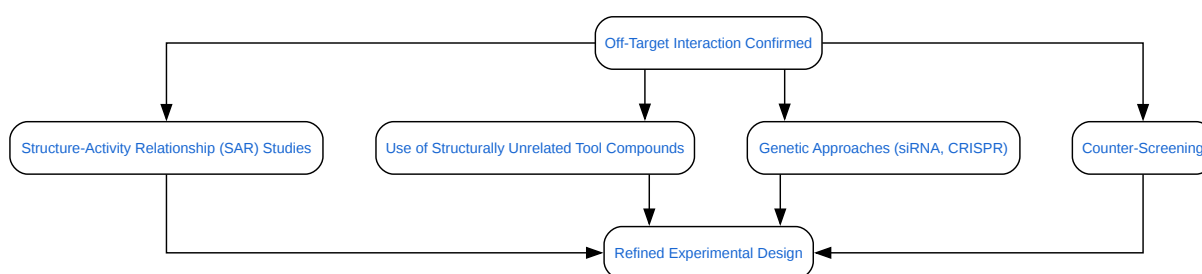 Off-Target Interaction Confirmed
Structure-Activity Relationship (SAR) Studies
Use of Structurally Unrelated Tool Compounds
Genetic Approaches (siRNA, CRISPR)
Counter-Screening
Refined Experimental Design